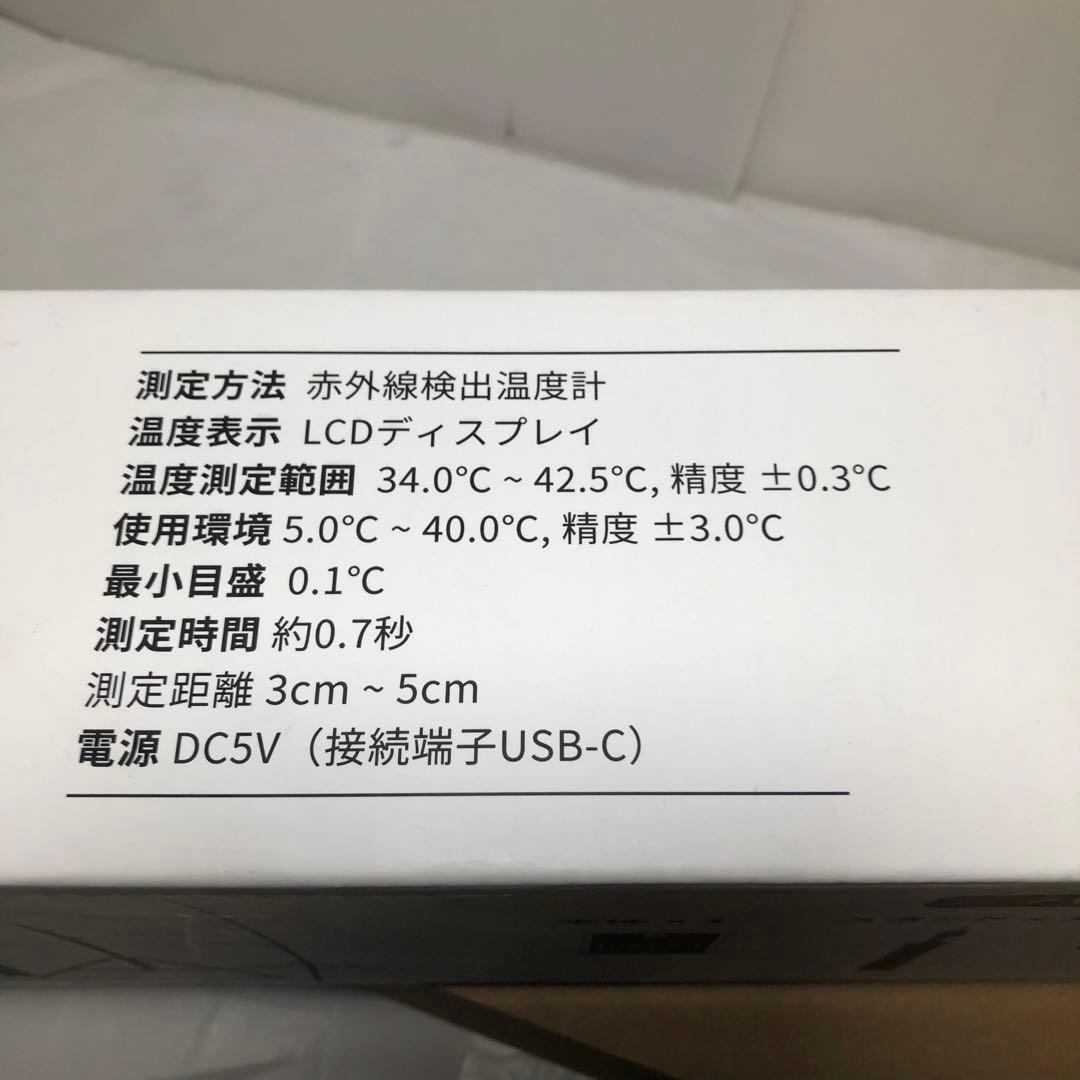 測定方法 赤外線検出温度計
温度表示 LCDディスプレイ
温度測定範囲 34.0℃ ~ 42.5℃, 精度 ±0.3℃
使用環境 5.0℃ ~ 40.0℃, 精度 ±3.0℃
最小目盛 0.1℃
測定時間 約0.7秒
測定距離 3cm ~ 5cm
電源 DC5V（接続端子USB-C）